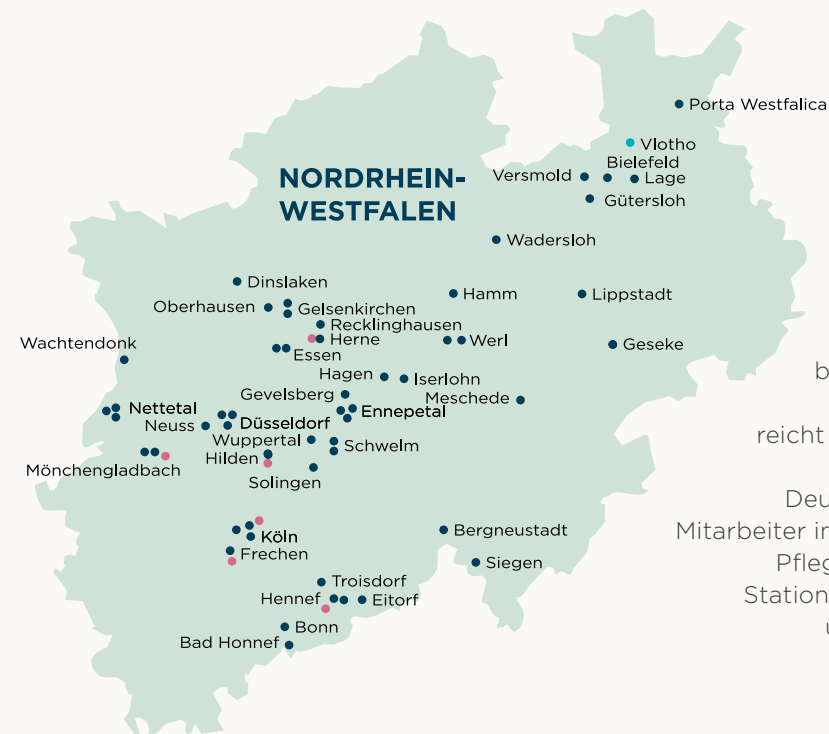 Porta Westfalica
Vlotho
Bielefeld
NORDRHEIN-
WESTFALEN
Versmold
Lage
Gütersloh
Wadersloh
Dinslaken
Hamm
Lippstadt
Oberhausen
Gelsenkirchen
Recklinghausen
Herne
Werl
Wachtendonk
Geseke
Essen
Hagen
Iserlohn
b
Gevelsberg
Meschede
Nettetal
Ennepetal
Neuss
Düsseldorf
reicht
Wuppertal
Schwelm
Hilden
Mönchengladbach
Solingen
Deu
Bergneustadt
Mitarbeiter in
Köln
Frechen
Siegen
Pfleg
Troisdorf
Hennef
Eitorf
Station
Bonn
u
Bad Honnef